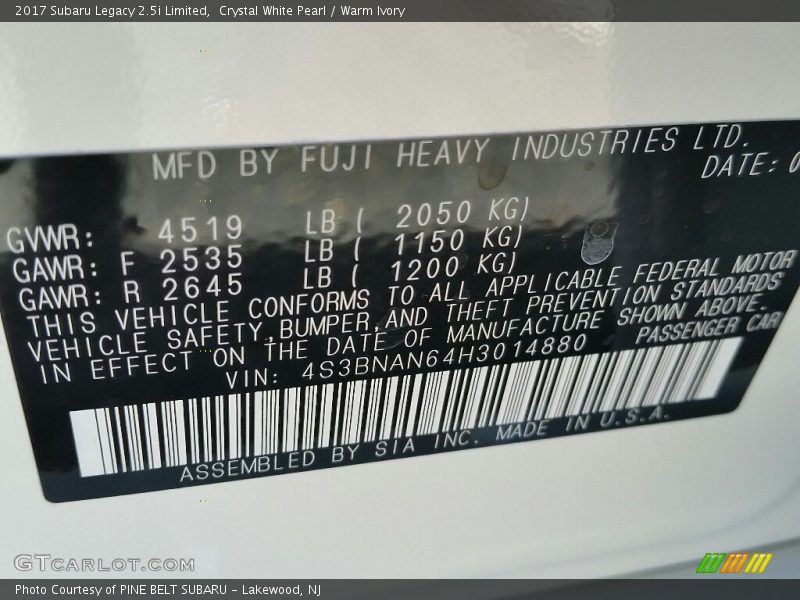 2017 Subaru Legacy 2.5i Limited, Crystal White Pearl / Warm Ivory
MFD BY FUJI HEAVY INDUSTRIES LTD.
DATE: 0
GVWR: 4519 LB ( 2050 KG)
GAWR: F 2535 LB ( 1150 KG)
GAWR: R 2645 LB ( 1200 KG)
THIS VEHICLE CONFORMS TO ALL APPLICABLE FEDERAL MOTOR
VEHICLE SAFETY,BUMPER,AND THEFT PREVENTION STANDARDS
IN EFFECT ON THE DATE OF MANUFACTURE SHOWN ABOVE.
VIN: 4S3BNAN64H3014880 PASSENGER CAR
ASSEMBLED BY SIA INC. MADE IN U.S.A.
GTCARLOT.COM
Photo Courtesy of PINE BELT SUBARU - Lakewood, NJ